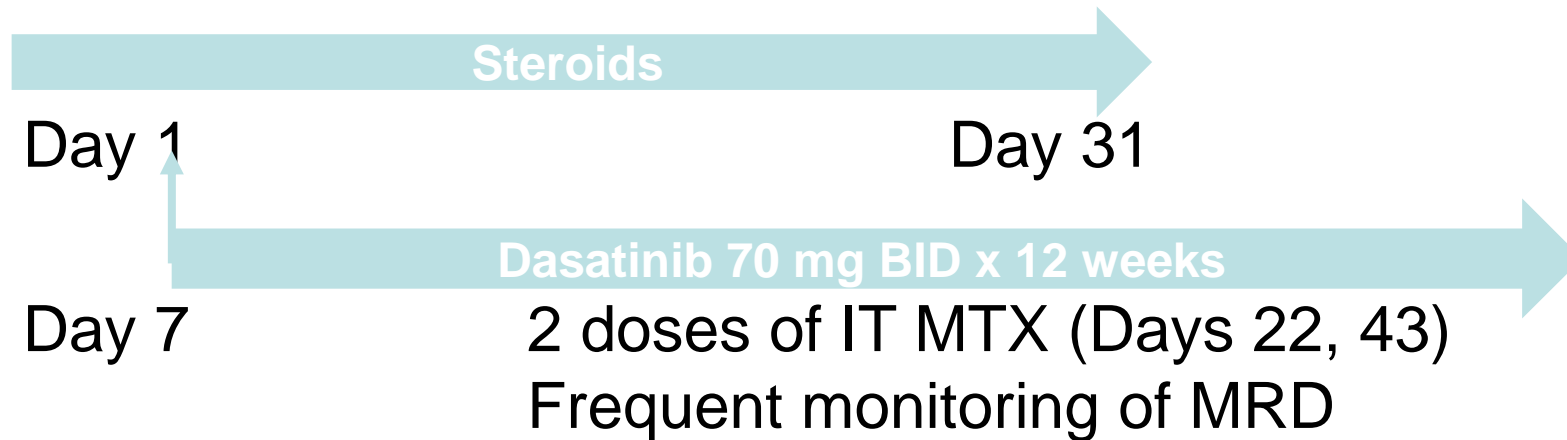 Steroids
Day 1 Day 31
Dasatinib 70 mg BID x 12 weeks
Day 7 2 doses of IT MTX (Days 22, 43)
Frequent monitoring of MRD